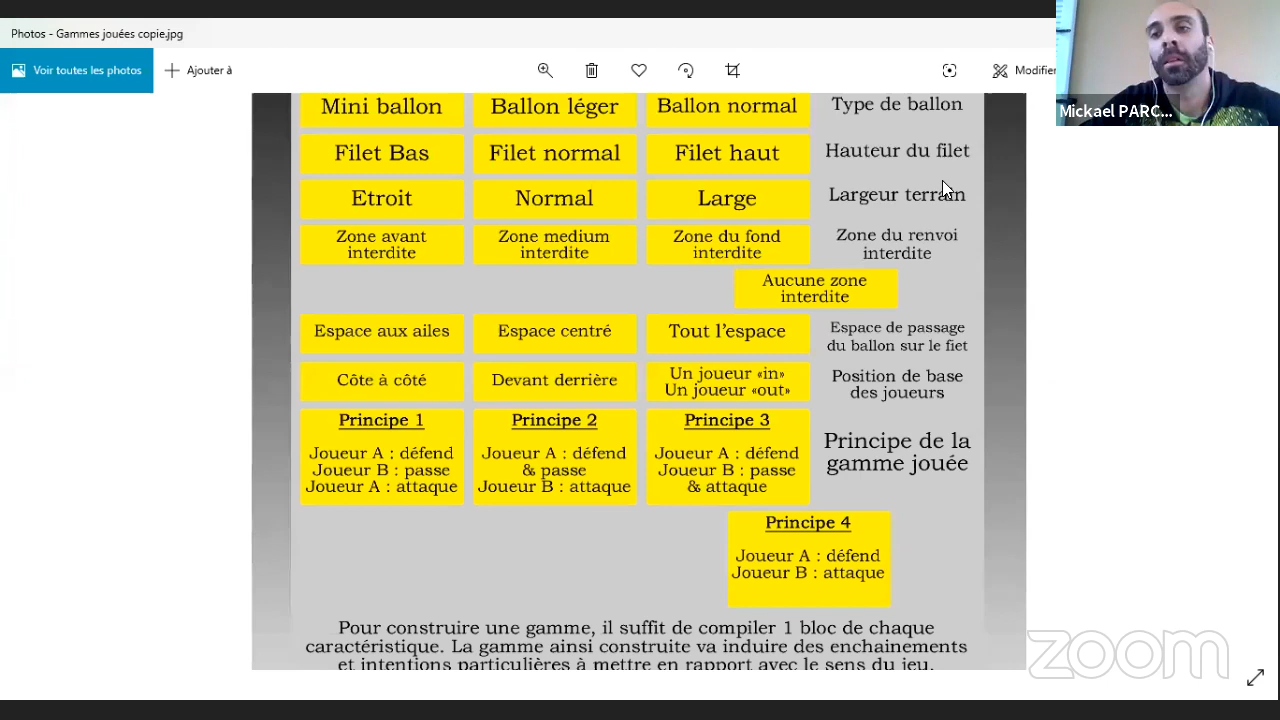 Photos - Gammes jouées copie.jpg
Voir toutes les photos
Ajouter à
Modifier
Mickael PARC...
Mini ballon
Ballon léger
Ballon normal
Type de ballon
Filet Bas
Filet normal
Filet haut
Hauteur du filet
Etroit
Normal
Large
Largeur terrain
Zone avant
interdite
Zone medium
interdite
Zone du fond
interdite
Zone du renvoi
interdite
Aucune zone
interdite
Espace aux ailes
Espace centré
Tout l'espace
Espace de passage
du ballon sur le fiet
Côte à côté
Devant derrière
Un joueur «in»
Un joueur «out»
Position de base
des joueurs
Principe 1
Joueur A : défend
Joueur B : passe
Joueur A : attaque
Principe 2
Joueur A : défend
& passe
Joueur B : attaque
Principe 3
Joueur A : défend
Joueur B : passe
& attaque
Principe de la
gamme jouée
Principe 4
Joueur A : défend
Joueur B : attaque
Pour construire une gamme, il suffit de compiler 1 bloc de chaque
caractéristique. La gamme ainsi construite va induire des enchainements
et intentions particulières à mettre en rapport avec le sens du jeu.
zoom